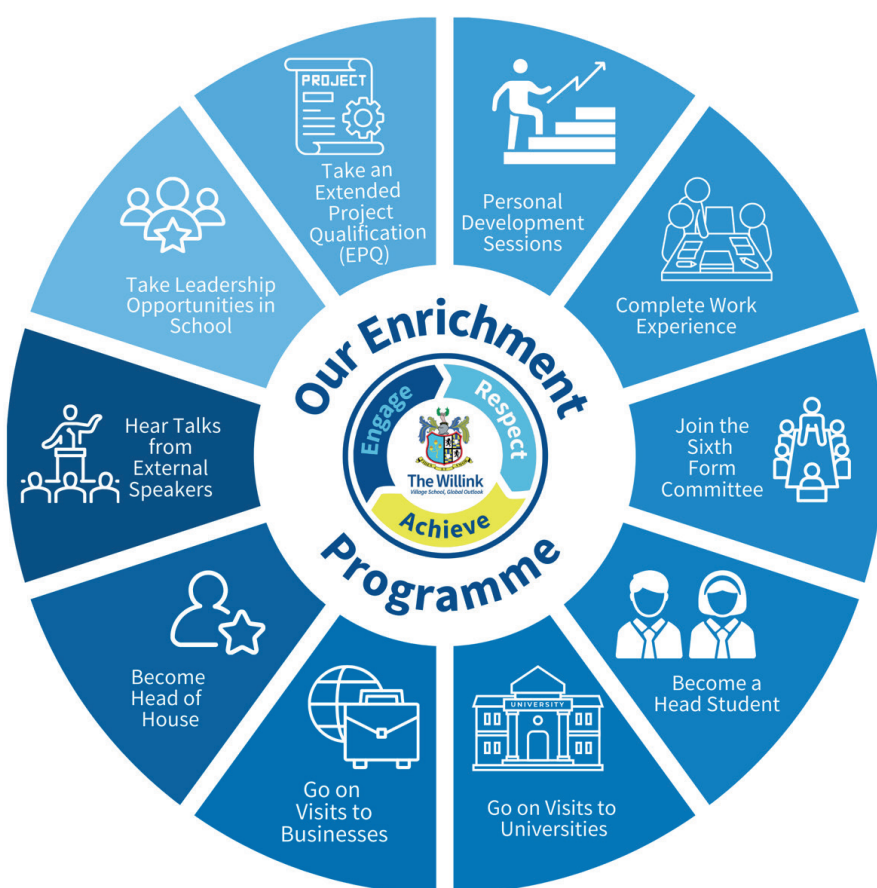 PROJECT
Take an
Extended
Project
Qualification
(EPQ)
Personal
Development
Sessions
Complete Work
Experience
Join the
Sixth
Form
Committee
Become a
Head Student
UNIVERSITY
Go on Visits to
Universities
Go on
Visits to
Businesses
Become
Head of
House
Hear Talks
from
External
Speakers
Take Leadership
Opportunities in
School
Our Enrichment
Programme
Engage
Respect
Achieve
The Willink
Village School, Global Outlook